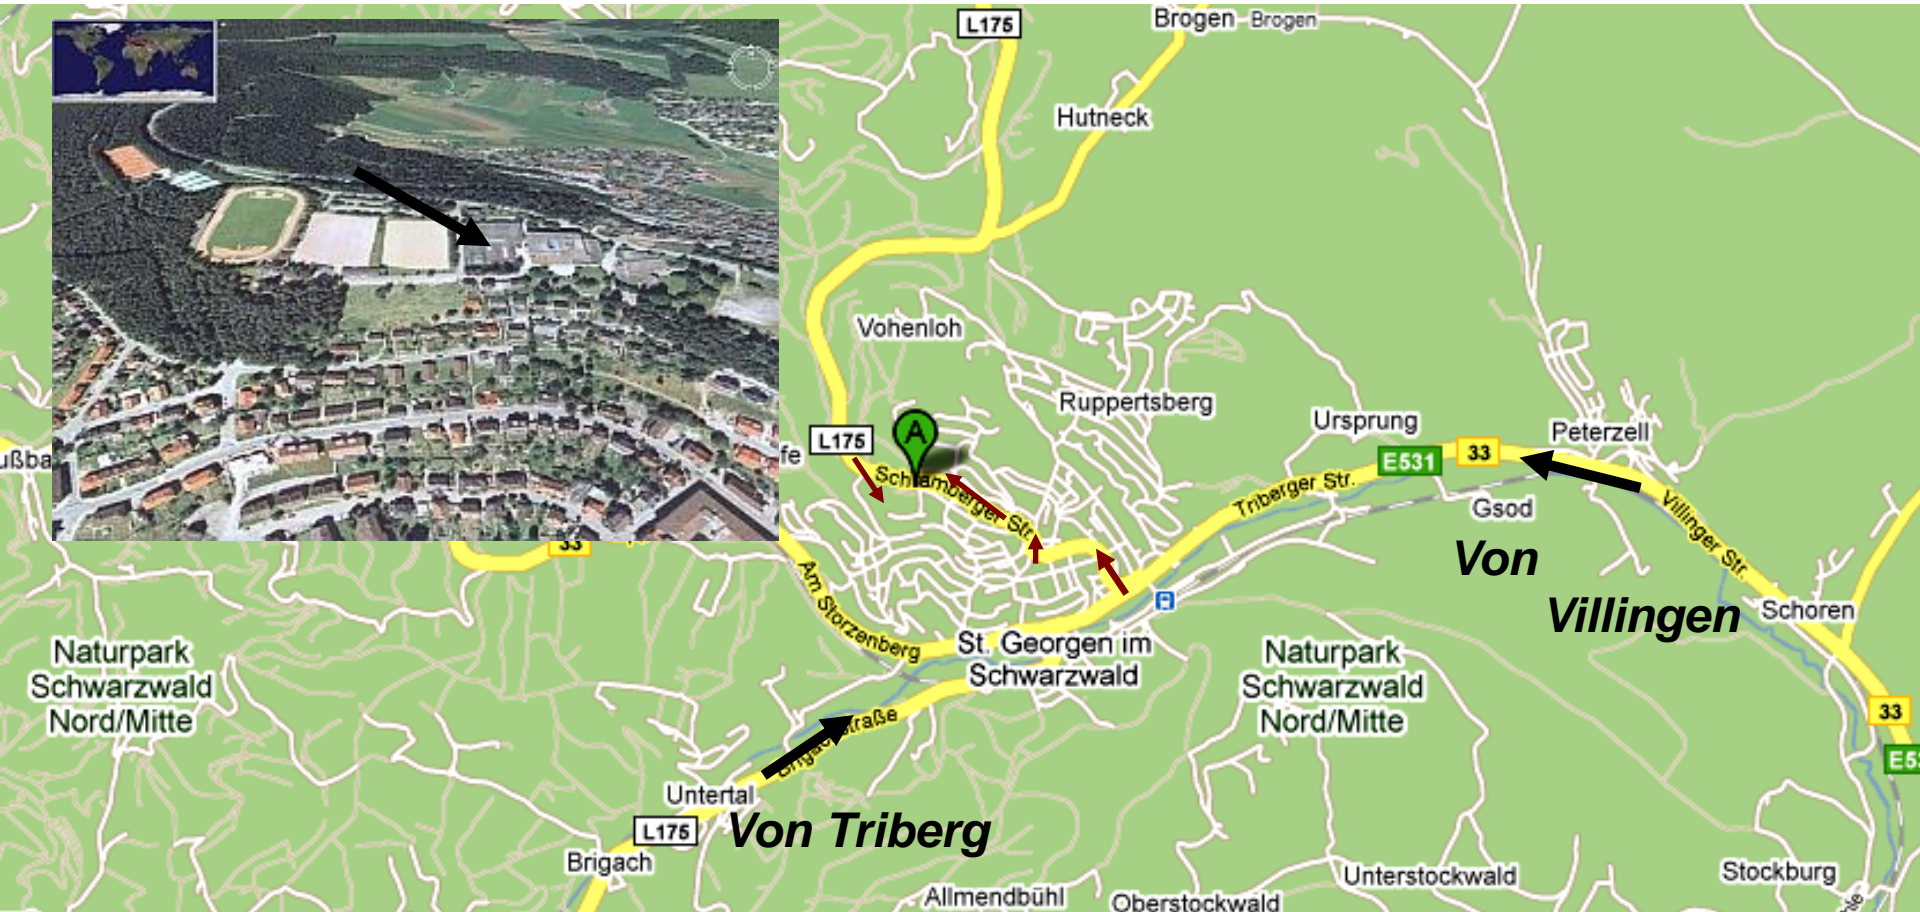 L175
Brogen
Brogen
Hutneck
Vohenloh
Ruppertsberg
Ursprung
Peterzell
L175
A
E531
33
Schramberger Str.
Triberger Str.
Gsod
Villinger Str.
33
Von
Villingen
Am Storzenberg
Schoren
St. Georgen im
Schwarzwald
Naturpark
Schwarzwald
Nord/Mitte
Naturpark
Schwarzwald
Nord/Mitte
33
Brigachstraße
Untertal
L175
Von Triberg
Brigach
Allmendbühl
Oberstockwald
Unterstockwald
Stockburg